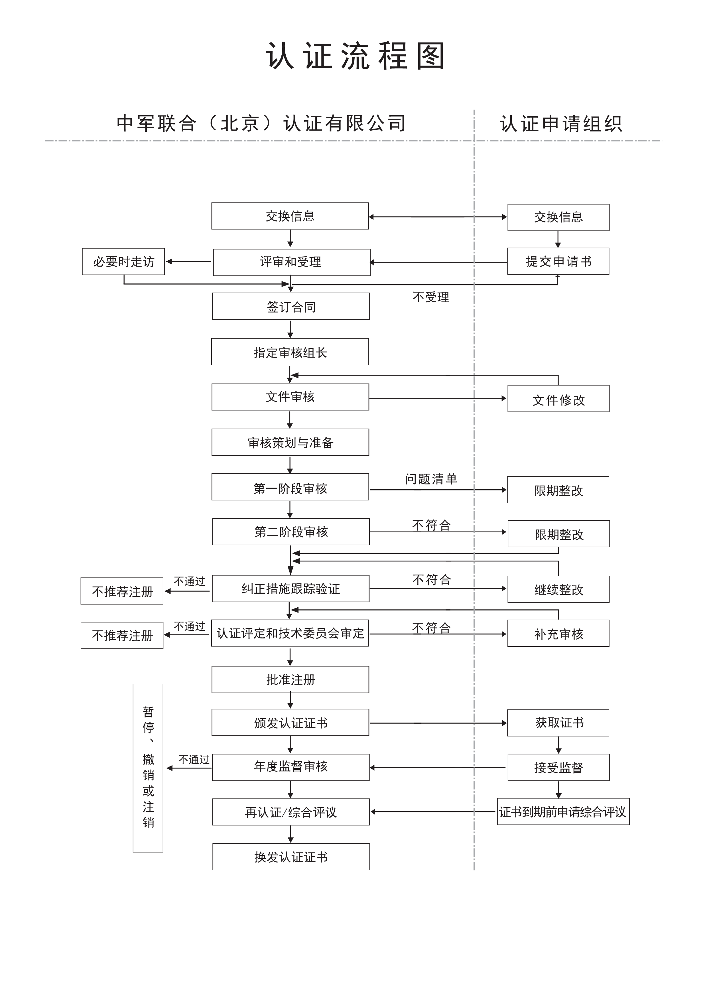 认证流程图
中军联合（北京）认证有限公司
认证申请组织
交换信息
交换信息
必要时走访
评审和受理
提交申请书
不受理
签订合同
指定审核组长
文件审核
文件修改
审核策划与准备
问题清单
第一阶段审核
限期整改
不符合
第二阶段审核
限期整改
不通过
不符合
不推荐注册
纠正措施跟踪验证
继续整改
不通过
不符合
不推荐注册
认证评定和技术委员会审定
补充审核
批准注册
暂停、撤销或注销
颁发认证证书
获取证书
不通过
年度监督审核
接受监督
再认证/综合评议
证书到期前申请综合评议
换发认证证书